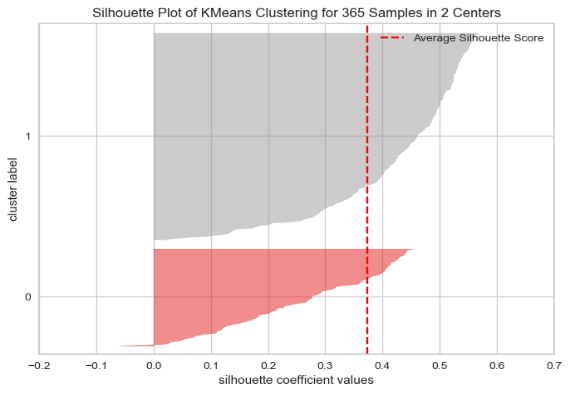 Silhouette Plot of KMeans Clustering for 365 Samples in 2 Centers
Average Silhouette Score
1
cluster label
0
−0.2 −0.1 0.0 0.1 0.2 0.3 0.4 0.5 0.6 0.7
silhouette coefficient values